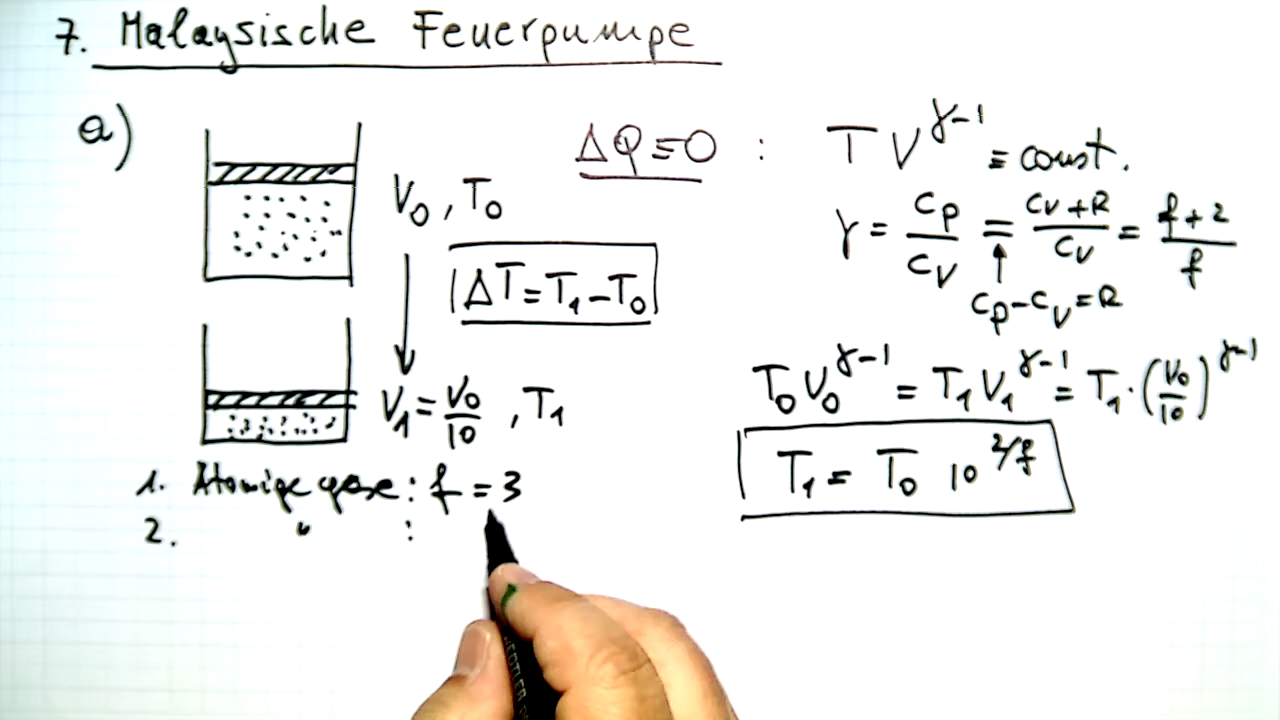 7. Malaysische Feuerpumpe
a)
V₀, T₀
ΔT = T₁ - T₀
V₁ = V₀/10, T₁
ΔQ ≡ 0 : T V^(γ-1) = const.
γ = Cp/CV = (CV + R)/CV = (f + 2)/f
Cp - CV = R
T₀ V₀^(γ-1) = T₁ V₁^(γ-1) = T₁ · (V₀/10)^(γ-1)
T₁ = T₀ 10^(2/f)
1. Atomige Gase : f = 3
2. " :